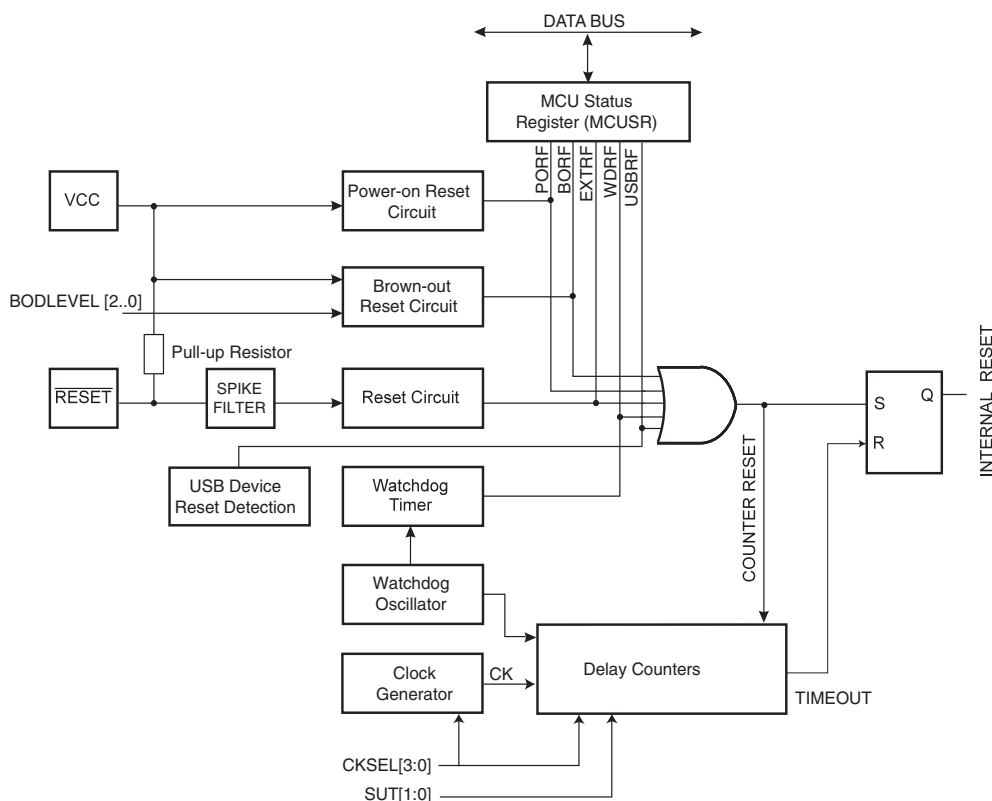 DATA BUS
MCU Status
Register (MCUSR)
PORF
BORF
EXTRF
WDRF
USBRF
VCC
Power-on Reset
Circuit
Brown-out
Reset Circuit
BODLEVEL [2..0]
Pull-up Resistor
RESET
SPIKE
FILTER
Reset Circuit
S
Q
R
INTERNAL RESET
USB Device
Reset Detection
Watchdog
Timer
COUNTER RESET
Watchdog
Oscillator
Clock
Generator
CK
Delay Counters
TIMEOUT
CKSEL[3:0]
SUT[1:0]